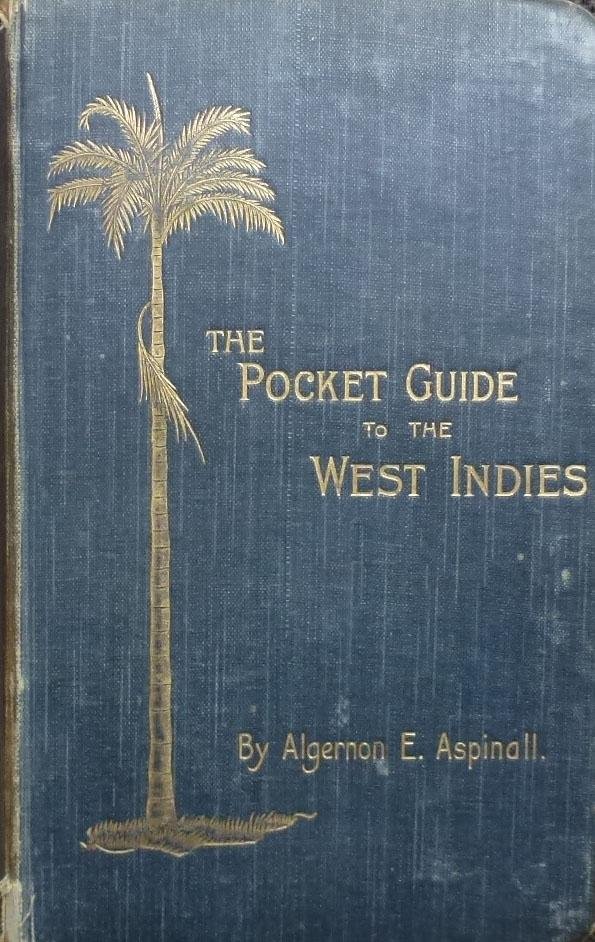 THE
POCKET GUIDE
TO THE
WEST INDIES
By Algernon E. Aspinall.